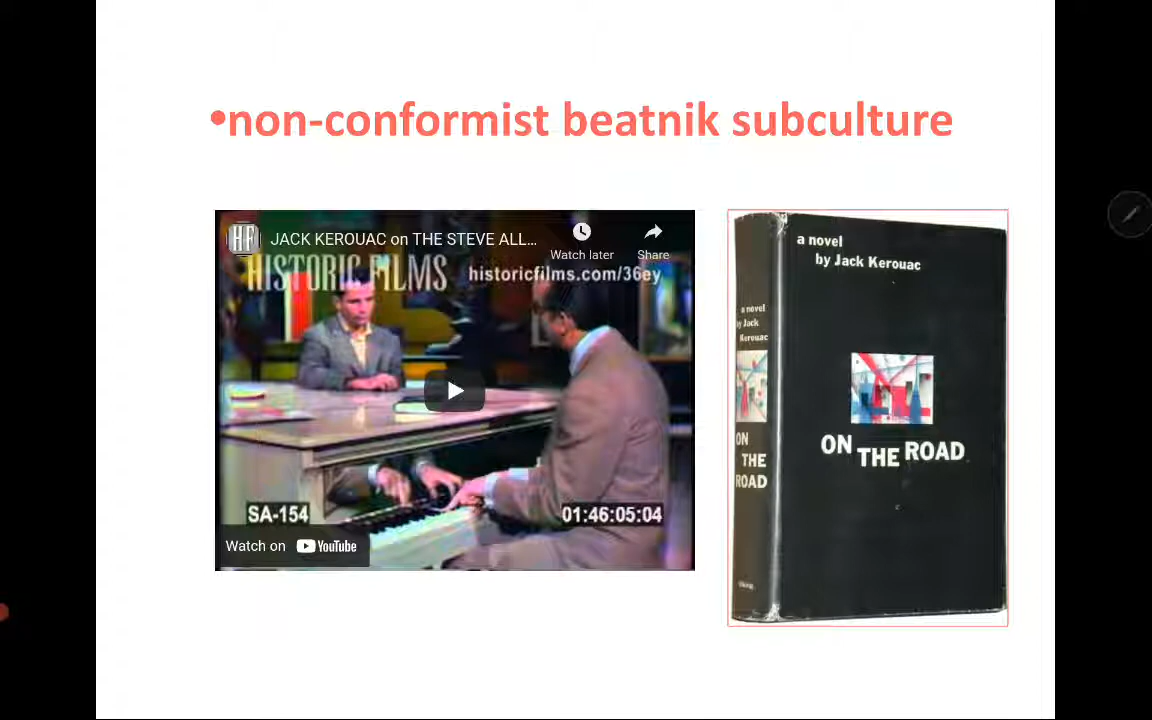 •non-conformist beatnik subculture
HF
JACK KEROUAC on THE STEVE ALL...
Watch later
Share
HISTORIC FILMS
historicfilms.com/36ey
SA-154
01:46:05:04
Watch on YouTube
a novel
by Jack Kerouac
ON THE ROAD
a novel
by Jack
Kerouac
ON
THE
ROAD
Viking